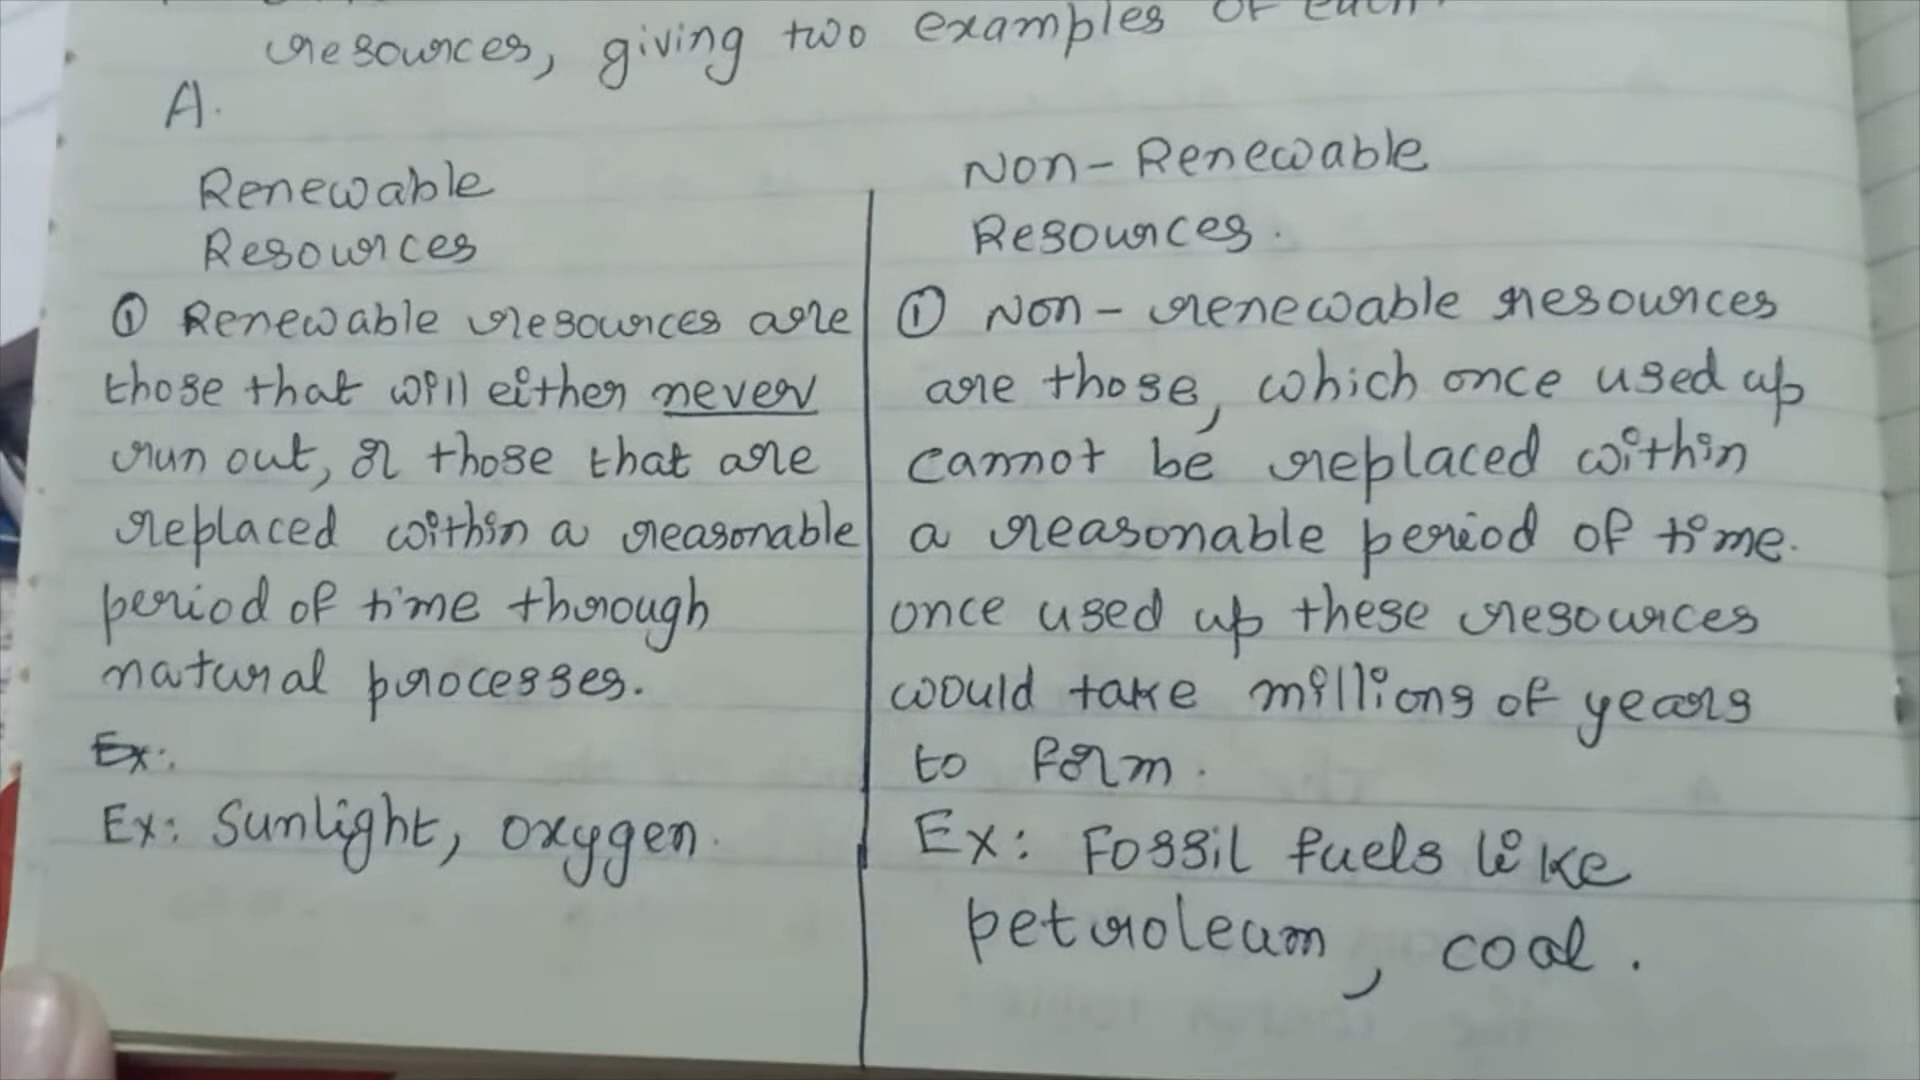 resources, giving two examples of each.
A.
Renewable
Resources
① Renewable resources are
those that will either never
run out, or those that are
replaced within a reasonable
period of time through
natural processes.
Ex:
Ex: Sunlight, oxygen.
Non-Renewable
Resources.
① Non-renewable resources
are those, which once used up
cannot be replaced within
a reasonable period of time.
once used up these resources
would take millions of years
to form.
Ex: Fossil fuels like
petroleum, coal.